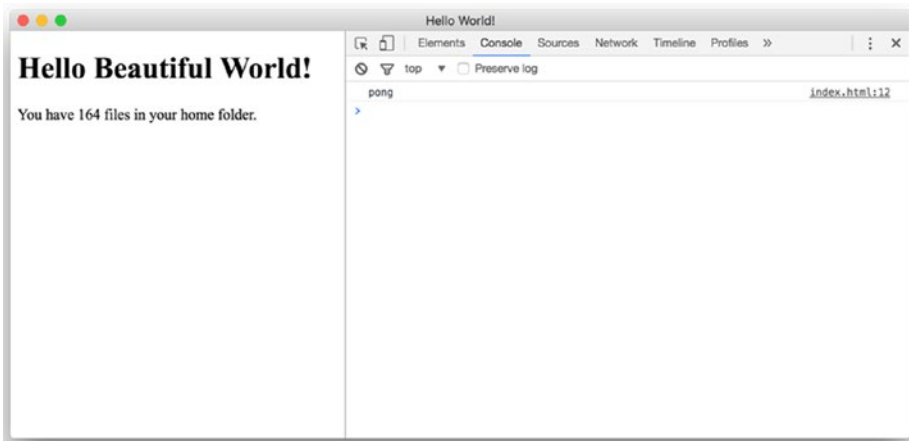 Hello World!
Hello Beautiful World!
You have 164 files in your home folder.
Elements Console Sources Network Timeline Profiles »
top ▼ Preserve log
pong index.html:12
>